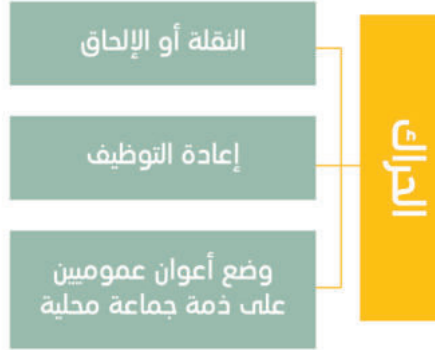 الحراك
النقلة أو الإلحاق
إعادة التوظيف
وضع أعوان عموميين
على ذمة جماعة محلية